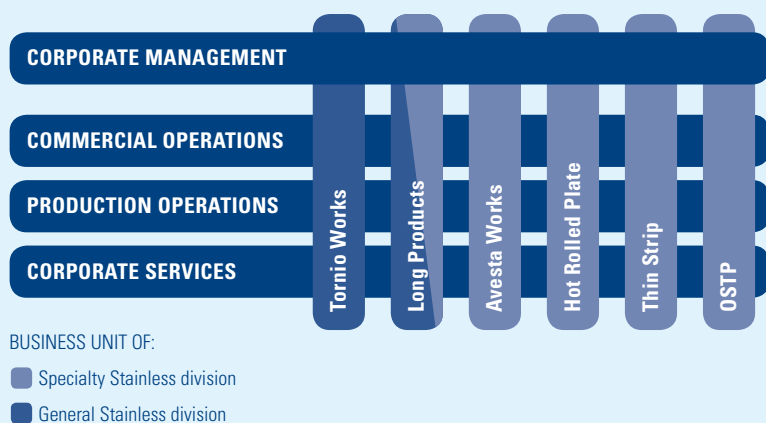 CORPORATE MANAGEMENT
COMMERCIAL OPERATIONS
PRODUCTION OPERATIONS
CORPORATE SERVICES
Tornio Works
Long Products
Avesta Works
Hot Rolled Plate
Thin Strip
OSTP
BUSINESS UNIT OF:
Specialty Stainless division
General Stainless division